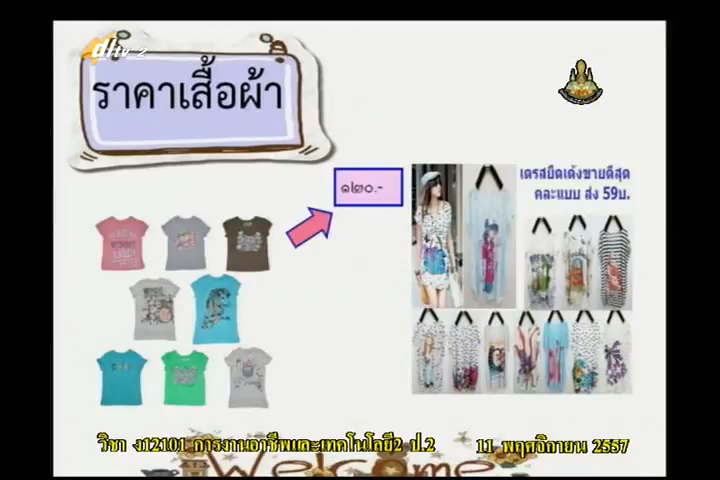 dltv 2
ราคาเสื้อผ้า
๑๒๐.-
เดรสยืดเด้งขายดีสุด
คละแบบ ส่ง 59บ.
วิชา ง12101 การงานอาชีพและเทคโนโลยี2 ป.2 11 พฤศจิกายน 2557
Welcome